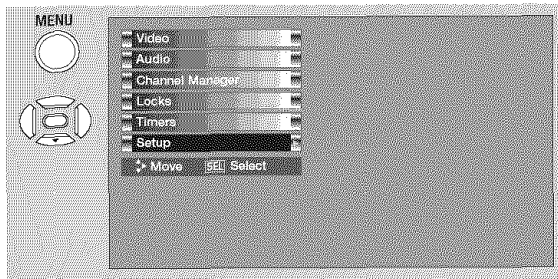 MENU
Video
Audio
Channel Manager
Locks
Timers
Setup
Move SEL Select